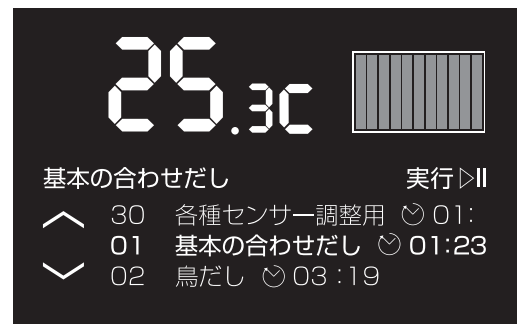 25.3C
基本の合わせだし 実行▷II
30 各種センサー調整用 01:
01 基本の合わせだし 01:23
02 鳥だし 03:19